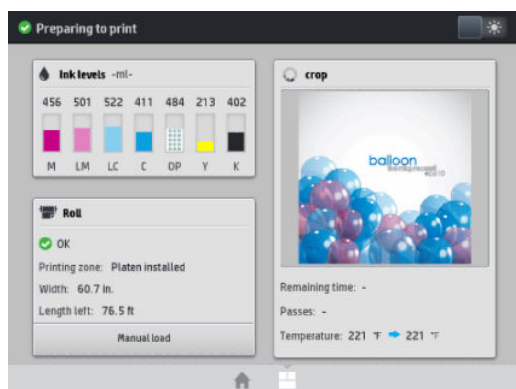 Preparing to print
Ink levels -ml-
456 501 522 411 484 213 402
M LM LC C OP Y K
Roll
OK
Printing zone: Platen installed
Width: 60.7 in.
Length left: 76.5 ft
Manual load
crop
balloon
Remaining time: -
Passes: -
Temperature: 221 °F 221 °F